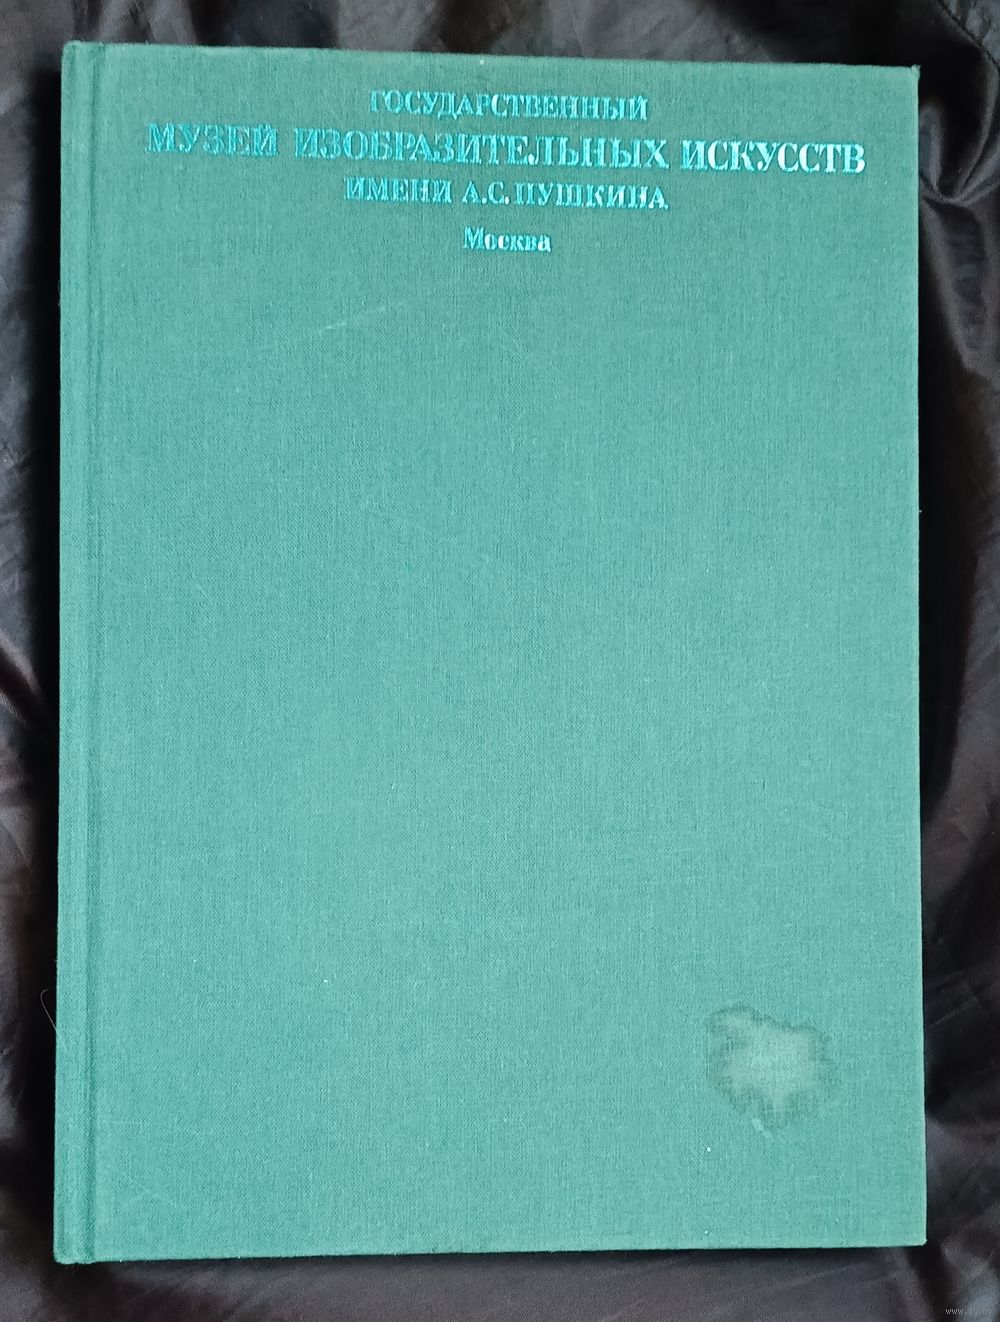 ГОСУДАРСТВЕННЫЙ
МУЗЕЙ ИЗОБРАЗИТЕЛЬНЫХ ИСКУССТВ
ИМЕНИ А.С.ПУШКИНА
Москва